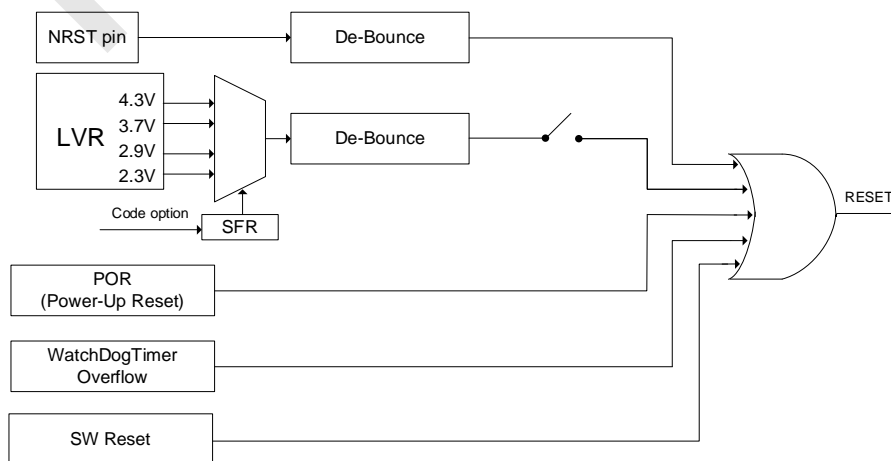 NRST pin
De-Bounce
LVR
4.3V
3.7V
2.9V
2.3V
De-Bounce
Code option
SFR
RESET
POR
(Power-Up Reset)
WatchDogTimer
Overflow
SW Reset